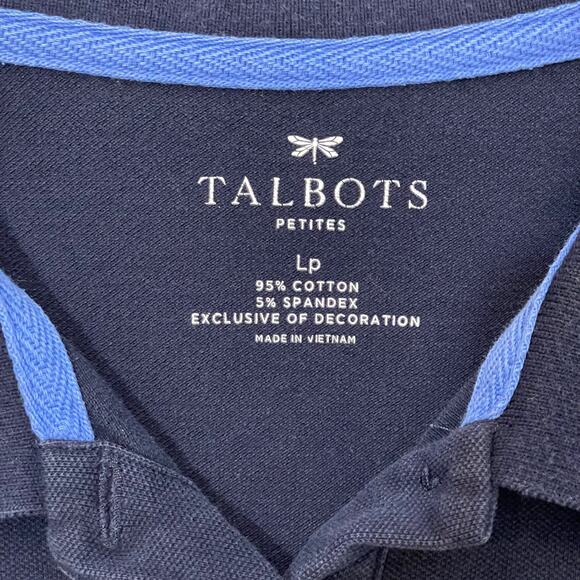 TALBOTS
PETITES
Lp
95% COTTON
5% SPANDEX
EXCLUSIVE OF DECORATION
MADE IN VIETNAM